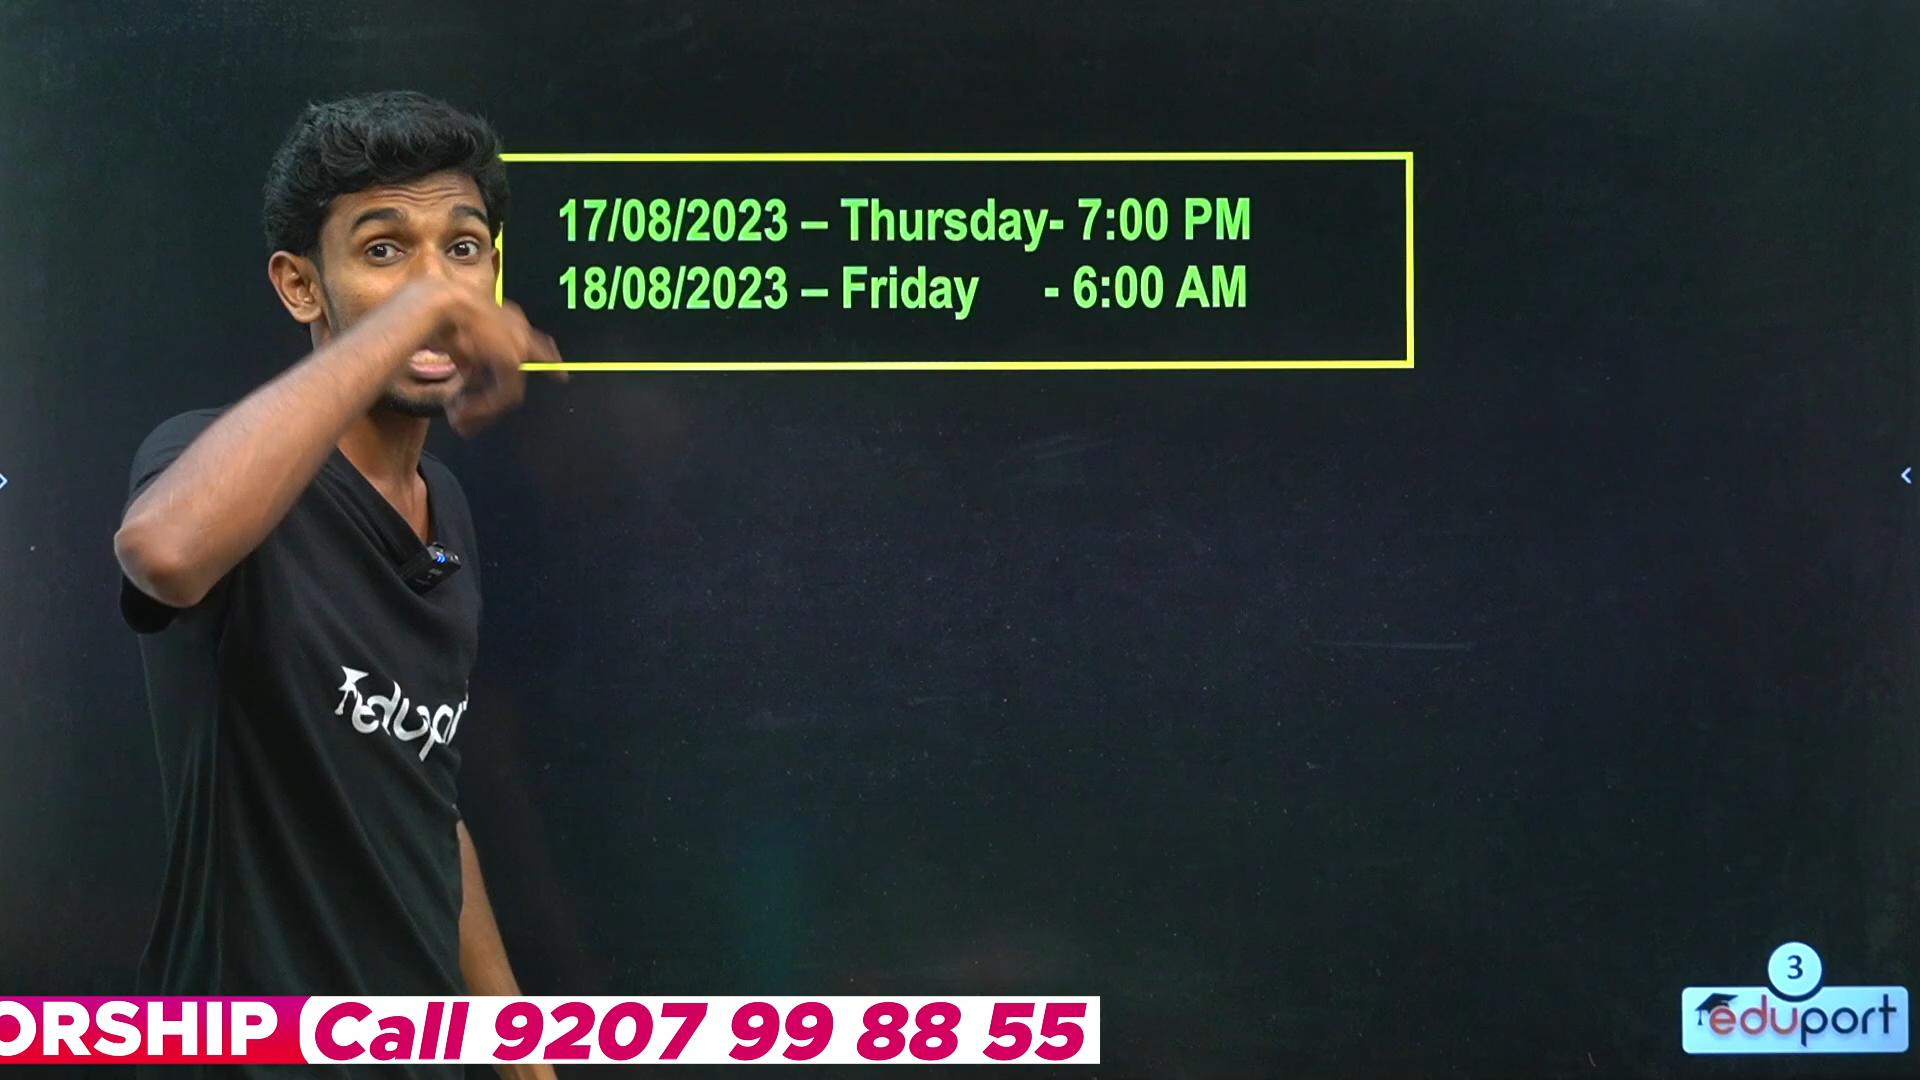 17/08/2023 – Thursday- 7:00 PM
18/08/2023 – Friday - 6:00 AM
edup
3
eduport
ORSHIP Call 9207 99 88 55